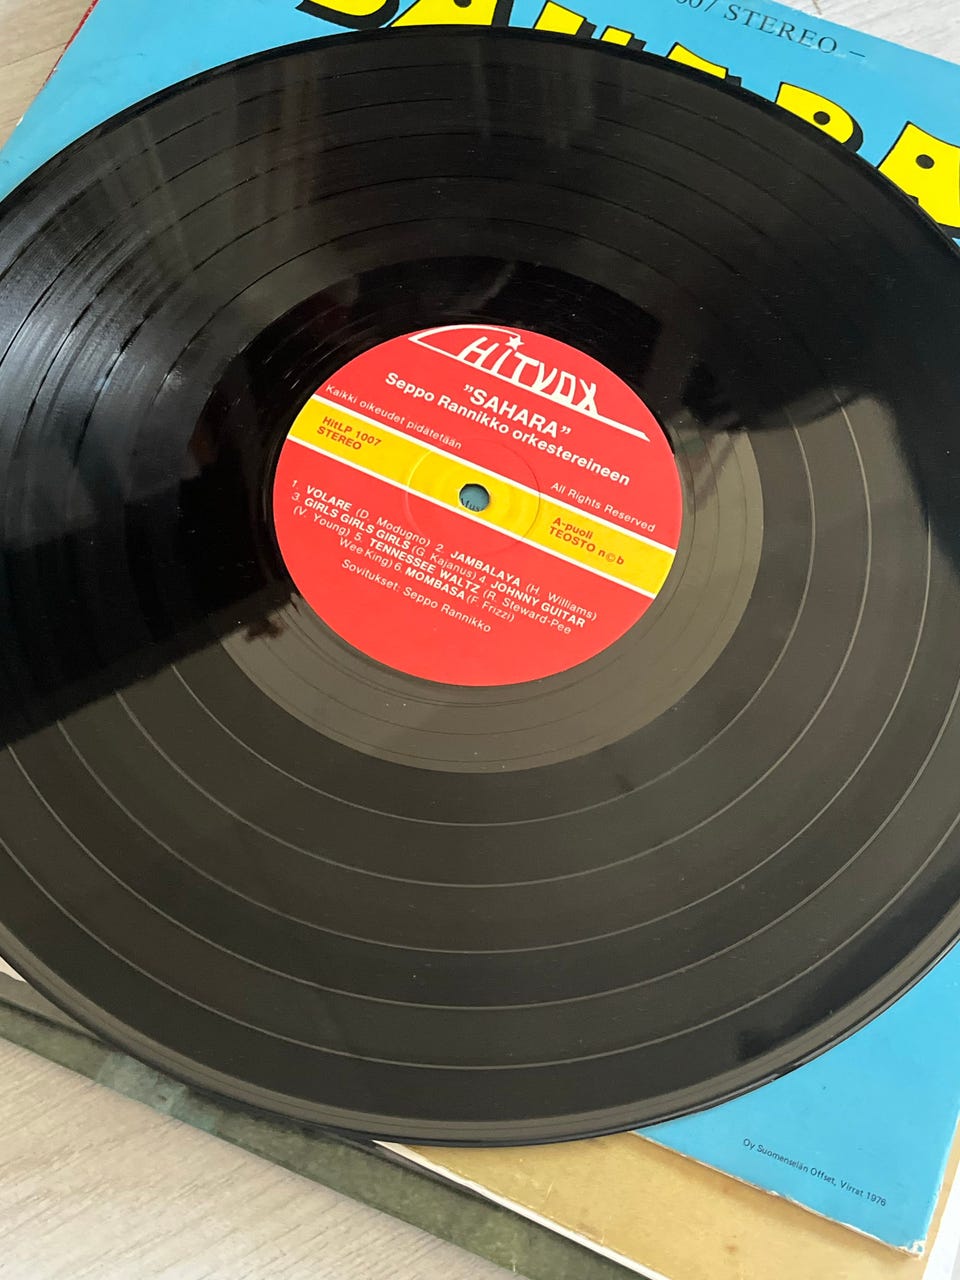 STEREO –
SAHARA
HiTVOX
"SAHARA"
Seppo Rannikko orkestereineen
Kaikki oikeudet pidätetään
All Rights Reserved
HitLP 1007
STEREO
A-puoli
TEOSTO n©b
1. VOLARE (D. Modugno) 2. JAMBALAYA (H. Williams)
3. GIRLS GIRLS GIRLS (G. Kajanus) 4. JOHNNY GUITAR
(V. Young) 5. TENNESSEE WALTZ (R. Steward-Pee
Wee King) 6. MOMBASA (F. Frizzi)
Sovitukset: Seppo Rannikko
Oy Suomenselän Offset, Virrat 1976